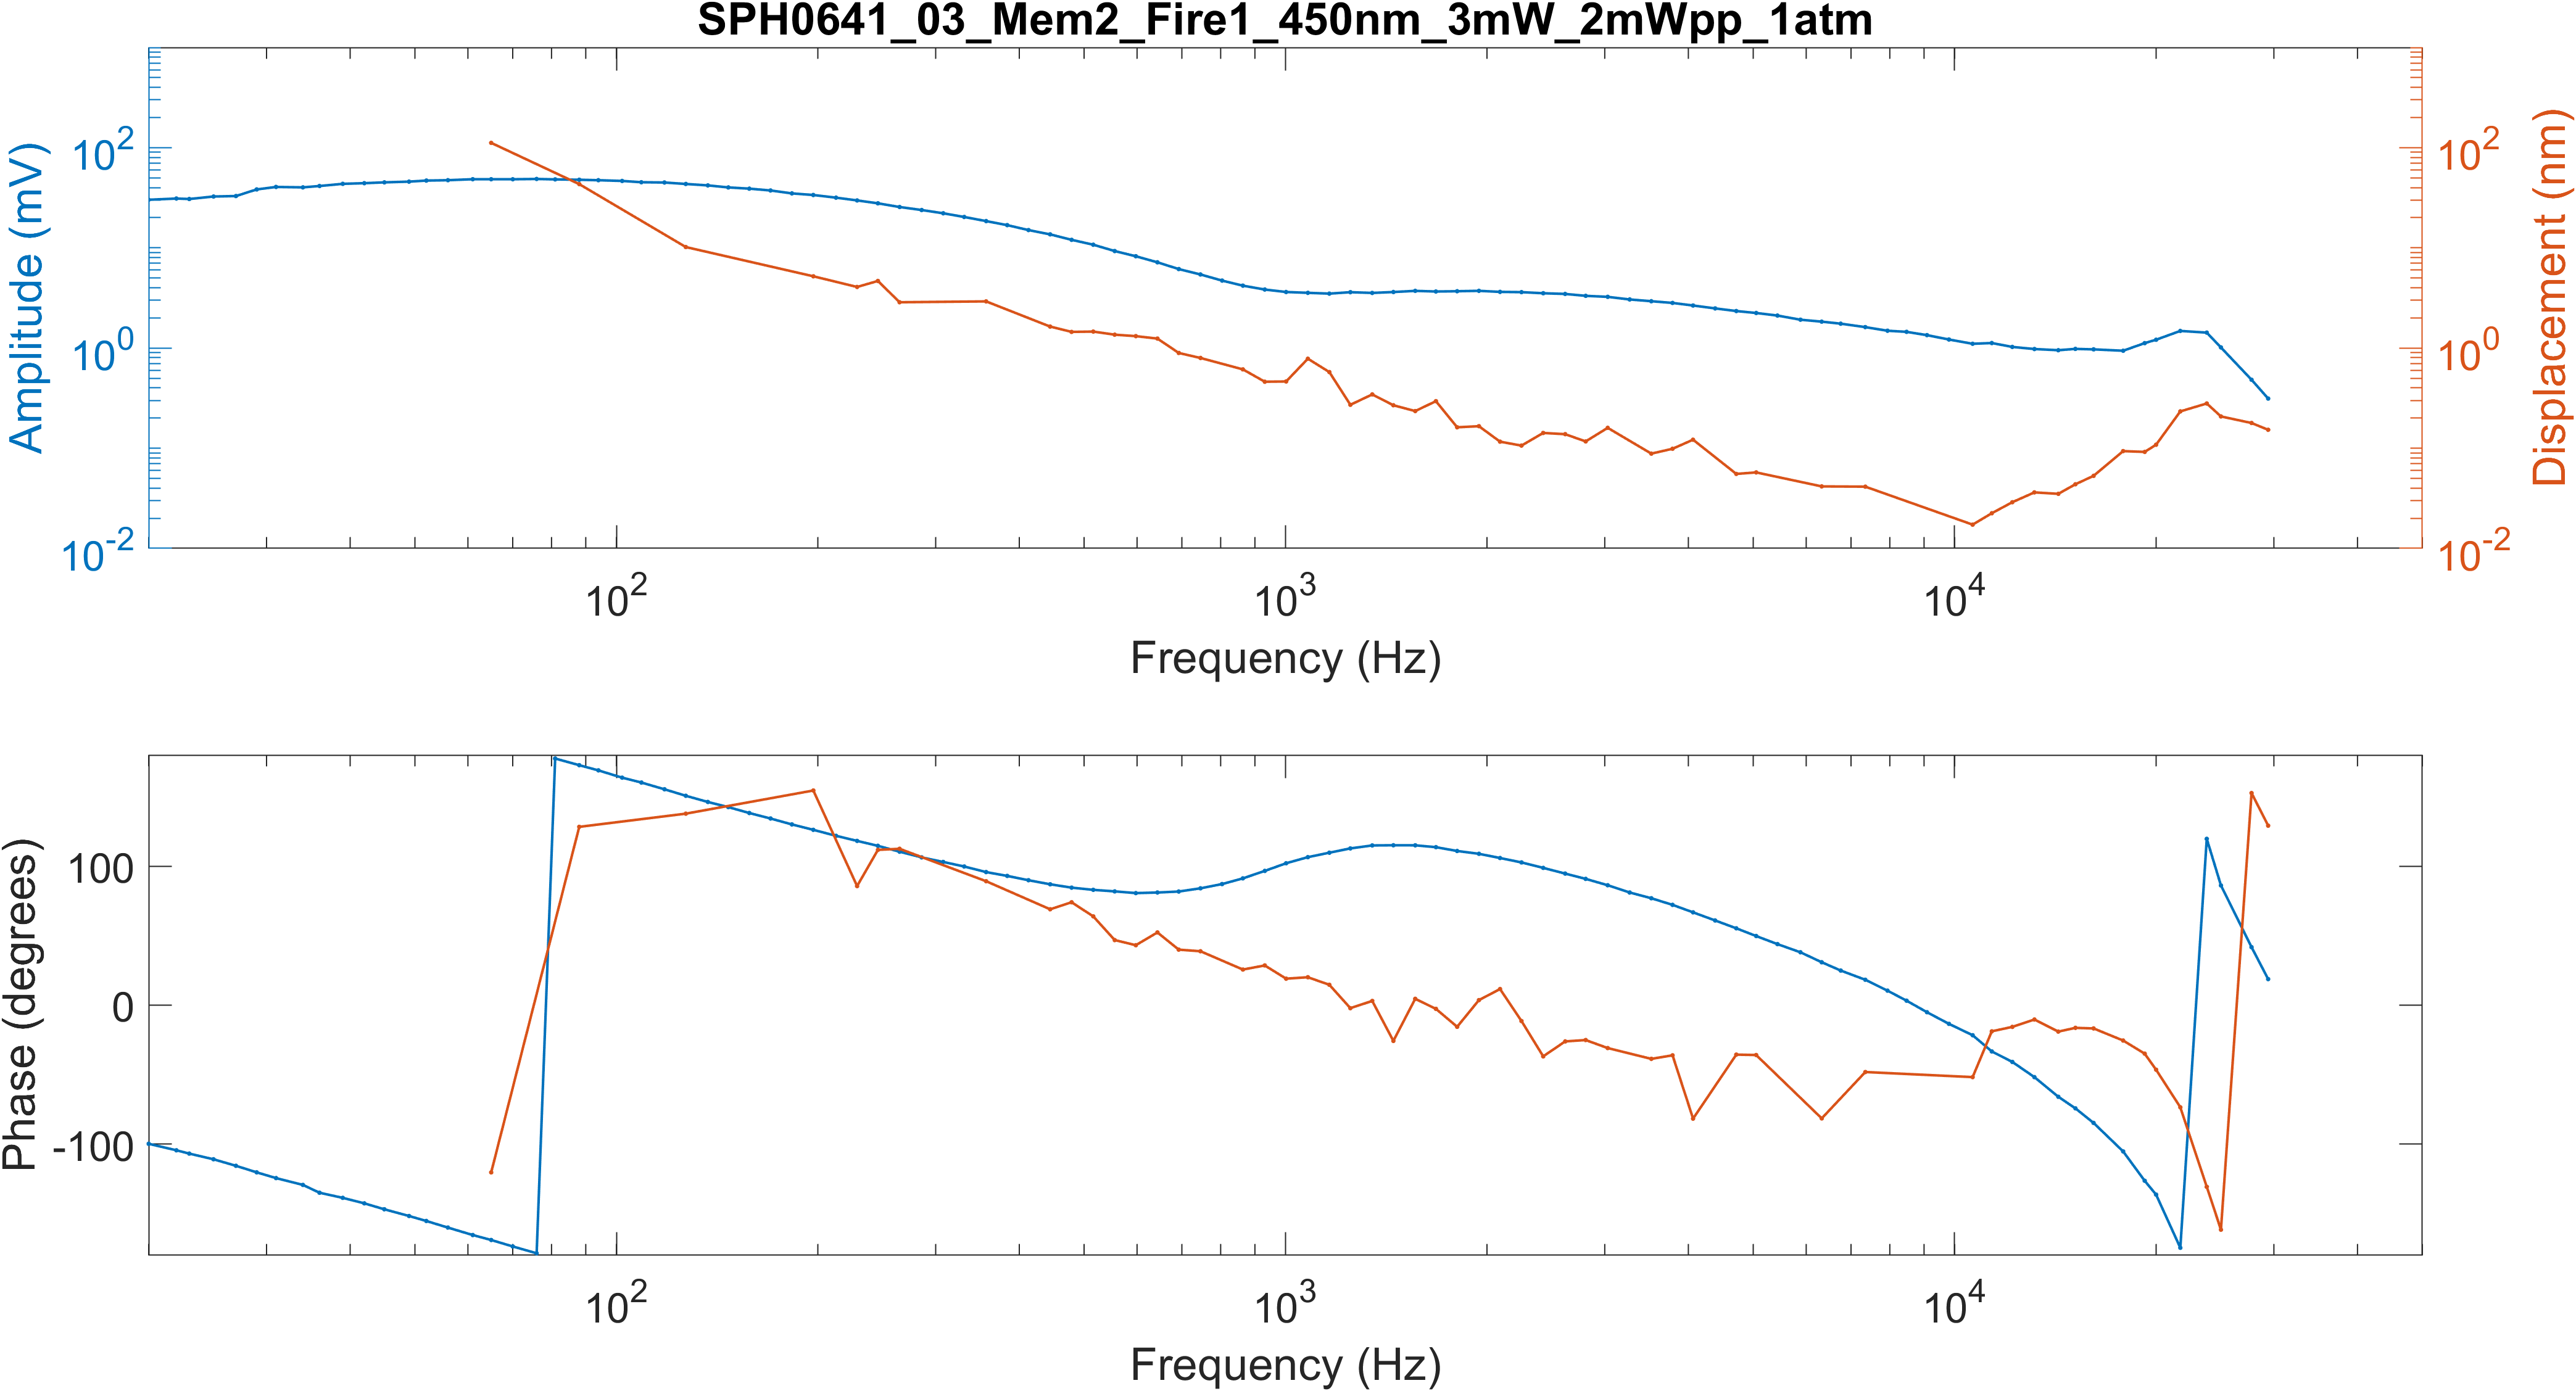 SPH0641_03_Mem2_Fire1_450nm_3mW_2mWpp_1atm
Amplitude (mV)
10^2
10^0
10^-2
10^2
10^0
10^-2
Displacement (nm)
10^2 10^3 10^4
Frequency (Hz)
Phase (degrees)
100
0
-100
10^2 10^3 10^4
Frequency (Hz)